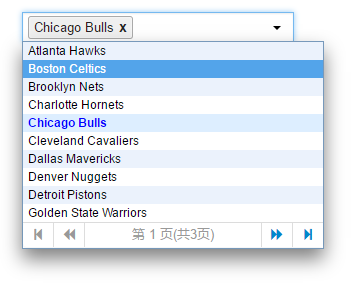 Chicago Bulls x
Atlanta Hawks
Boston Celtics
Brooklyn Nets
Charlotte Hornets
Chicago Bulls
Cleveland Cavaliers
Dallas Mavericks
Denver Nuggets
Detroit Pistons
Golden State Warriors
第 1 页(共3页)